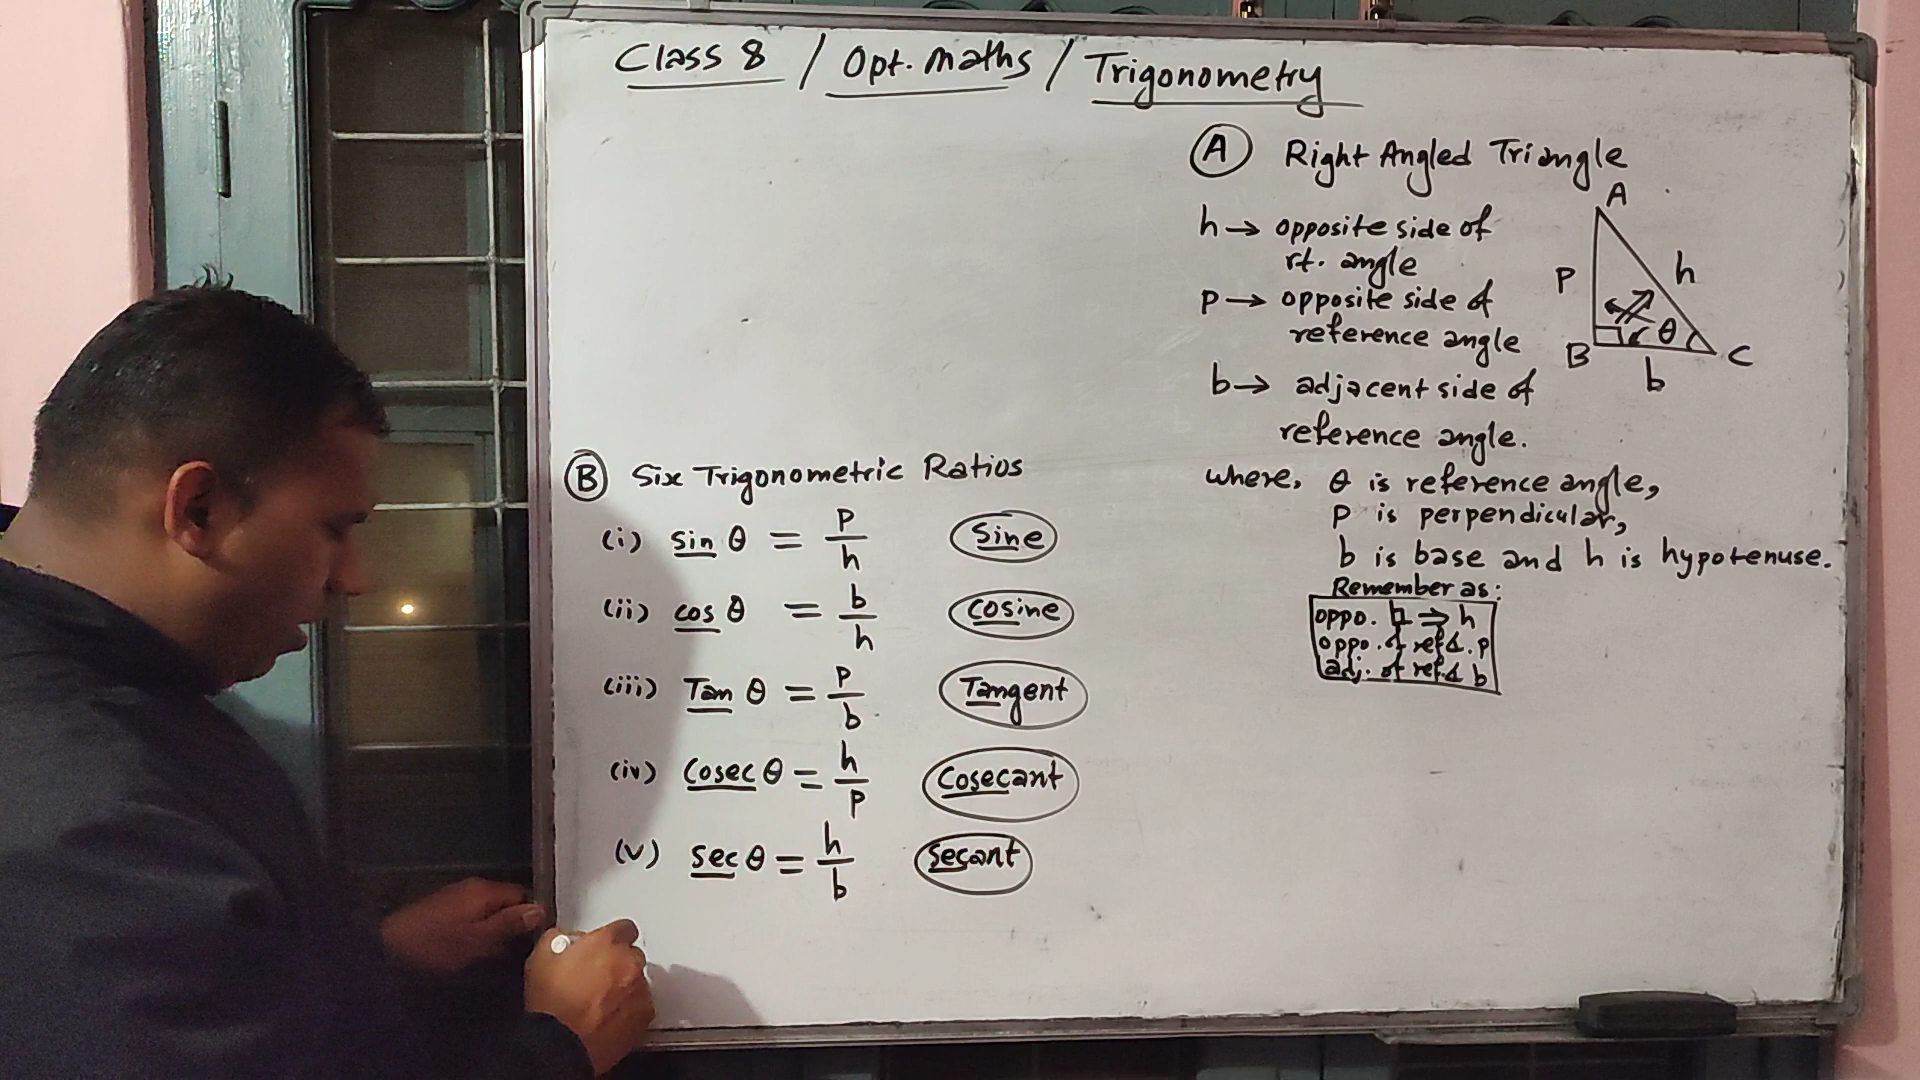 Class 8 / Opt. maths / Trigonometry
(A) Right Angled Triangle
h → opposite side of
rt. angle
p → opposite side of
reference angle
b → adjacent side of
reference angle.
where, θ is reference angle,
p is perpendicular,
b is base and h is hypotenuse.
Remember as:
oppo. ⇒ h
oppo. of ref. p
adj. of ref. b
A
P
h
B
θ
C
b
(B) Six Trigonometric Ratios
(i) sin θ = p/h Sine
(ii) cos θ = b/h cosine
(iii) Tan θ = p/b Tangent
(iv) Cosec θ = h/p Cosecant
(v) sec θ = h/b Secant